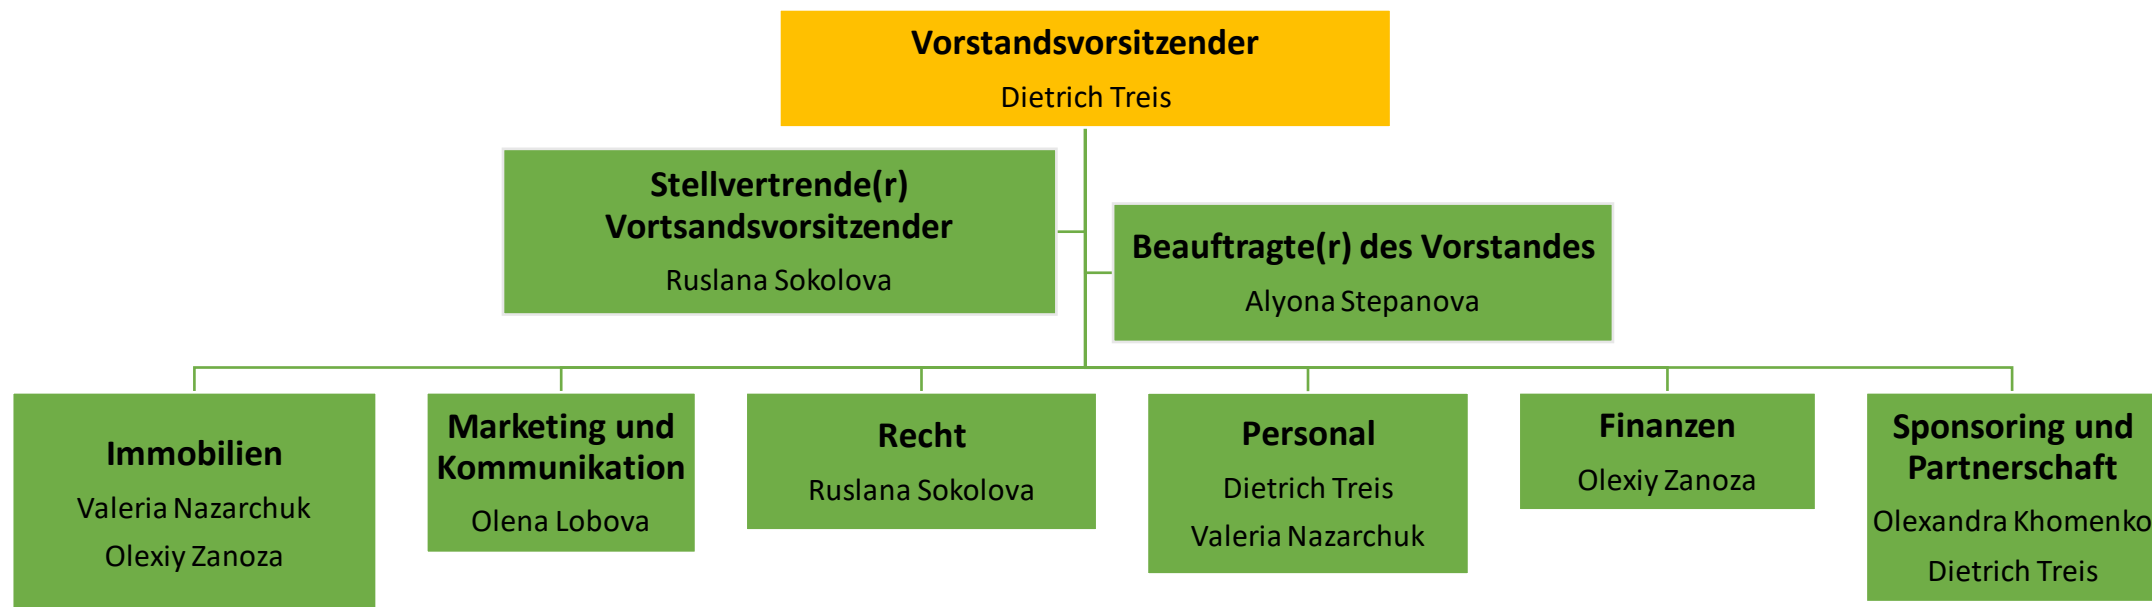 Vorstandsvorsitzender
Dietrich Treis
Stellvertrende(r)
Vortsandsvorsitzender
Ruslana Sokolova
Beauftragte(r) des Vorstandes
Alyona Stepanova
Immobilien
Valeria Nazarchuk
Olexiy Zanoza
Marketing und
Kommunikation
Olena Lobova
Recht
Ruslana Sokolova
Personal
Dietrich Treis
Valeria Nazarchuk
Finanzen
Olexiy Zanoza
Sponsoring und
Partnerschaft
Olexandra Khomenko
Dietrich Treis